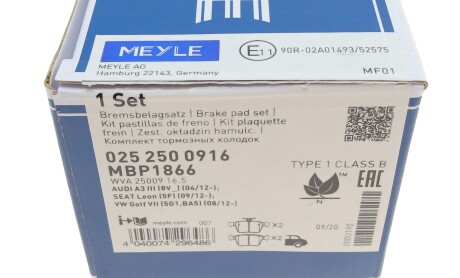 MEYLE
MEYLE AG
Hamburg 22143, Germany
E11 90R-02A01493/52575
MF01
1 Set
Bremsbelagsatz | Brake pad set |
Kit pastillas de freno | Kit plaquette
frein | Zest. okładzin hamulc. |
Комплект тормозных колодок
025 250 0916
MBP1866
WVA 25009 16.5
AUDI A3 III (8V_) (04/12-);
SEAT Leon (5F) (09/12-);
VW Golf VII (5G1,BA5) (08/12-)
TYPE 1 CLASS B
N
TM
EAC
meyle.com
007
X2
X2
09/20
4 040074 296486